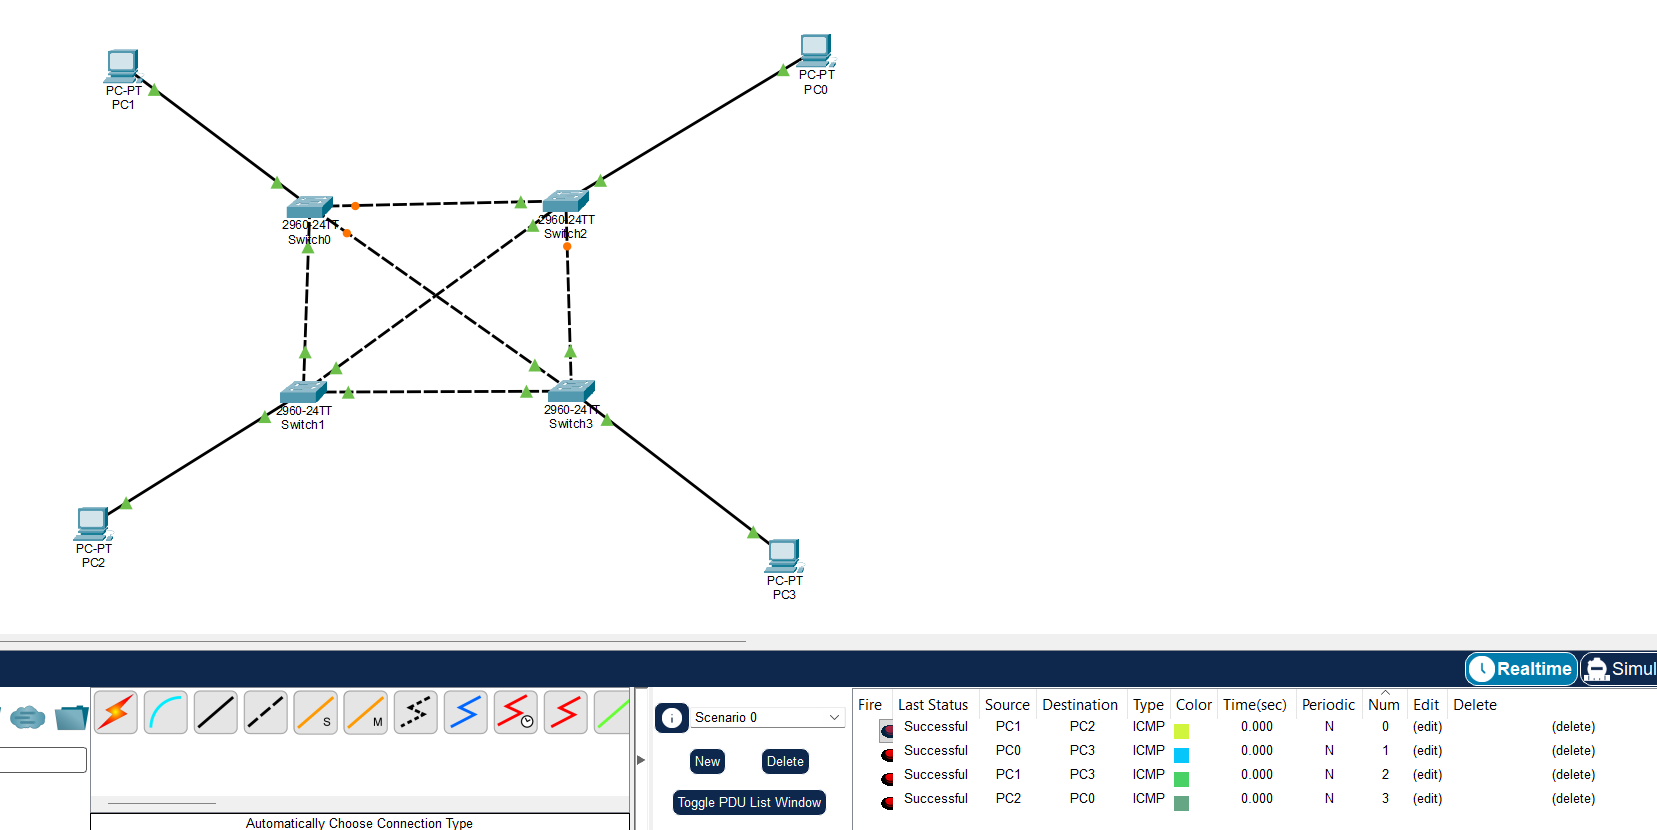 PC-PT
PC1
PC-PT
PC0
2960-24TT
Switch0
2960-24TT
Switch2
2960-24TT
Switch1
2960-24TT
Switch3
PC-PT
PC2
PC-PT
PC3
Realtime
Simul
S
M
Automatically Choose Connection Type
i
Scenario 0
New
Delete
Toggle PDU List Window
Fire Last Status Source Destination Type Color Time(sec) Periodic Num Edit Delete
Successful PC1 PC2 ICMP 0.000 N 0 (edit) (delete)
Successful PC0 PC3 ICMP 0.000 N 1 (edit) (delete)
Successful PC1 PC3 ICMP 0.000 N 2 (edit) (delete)
Successful PC2 PC0 ICMP 0.000 N 3 (edit) (delete)